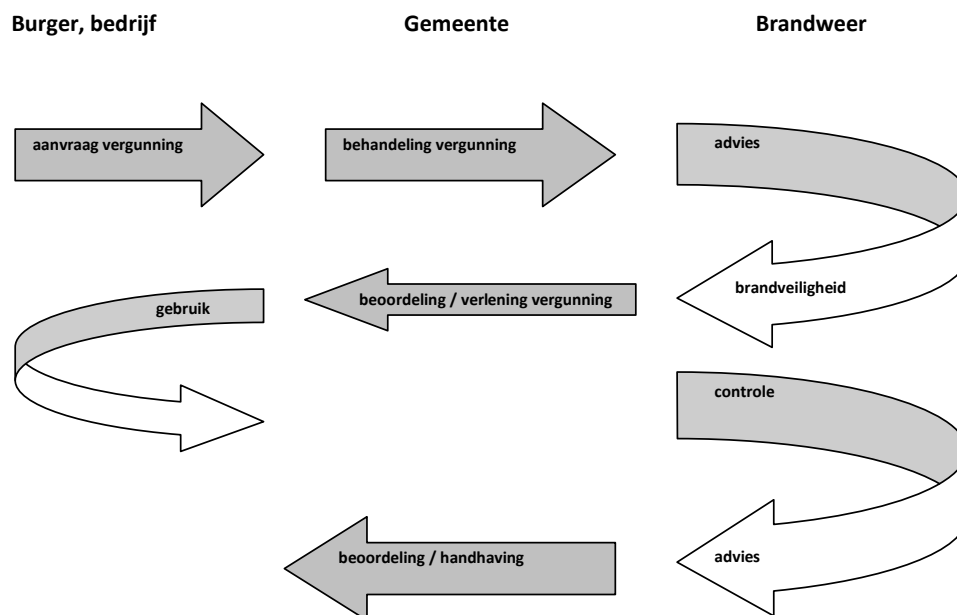 Burger, bedrijf
Gemeente
Brandweer
aanvraag vergunning
behandeling vergunning
advies
brandveiligheid
beoordeling / verlening vergunning
gebruik
controle
advies
beoordeling / handhaving